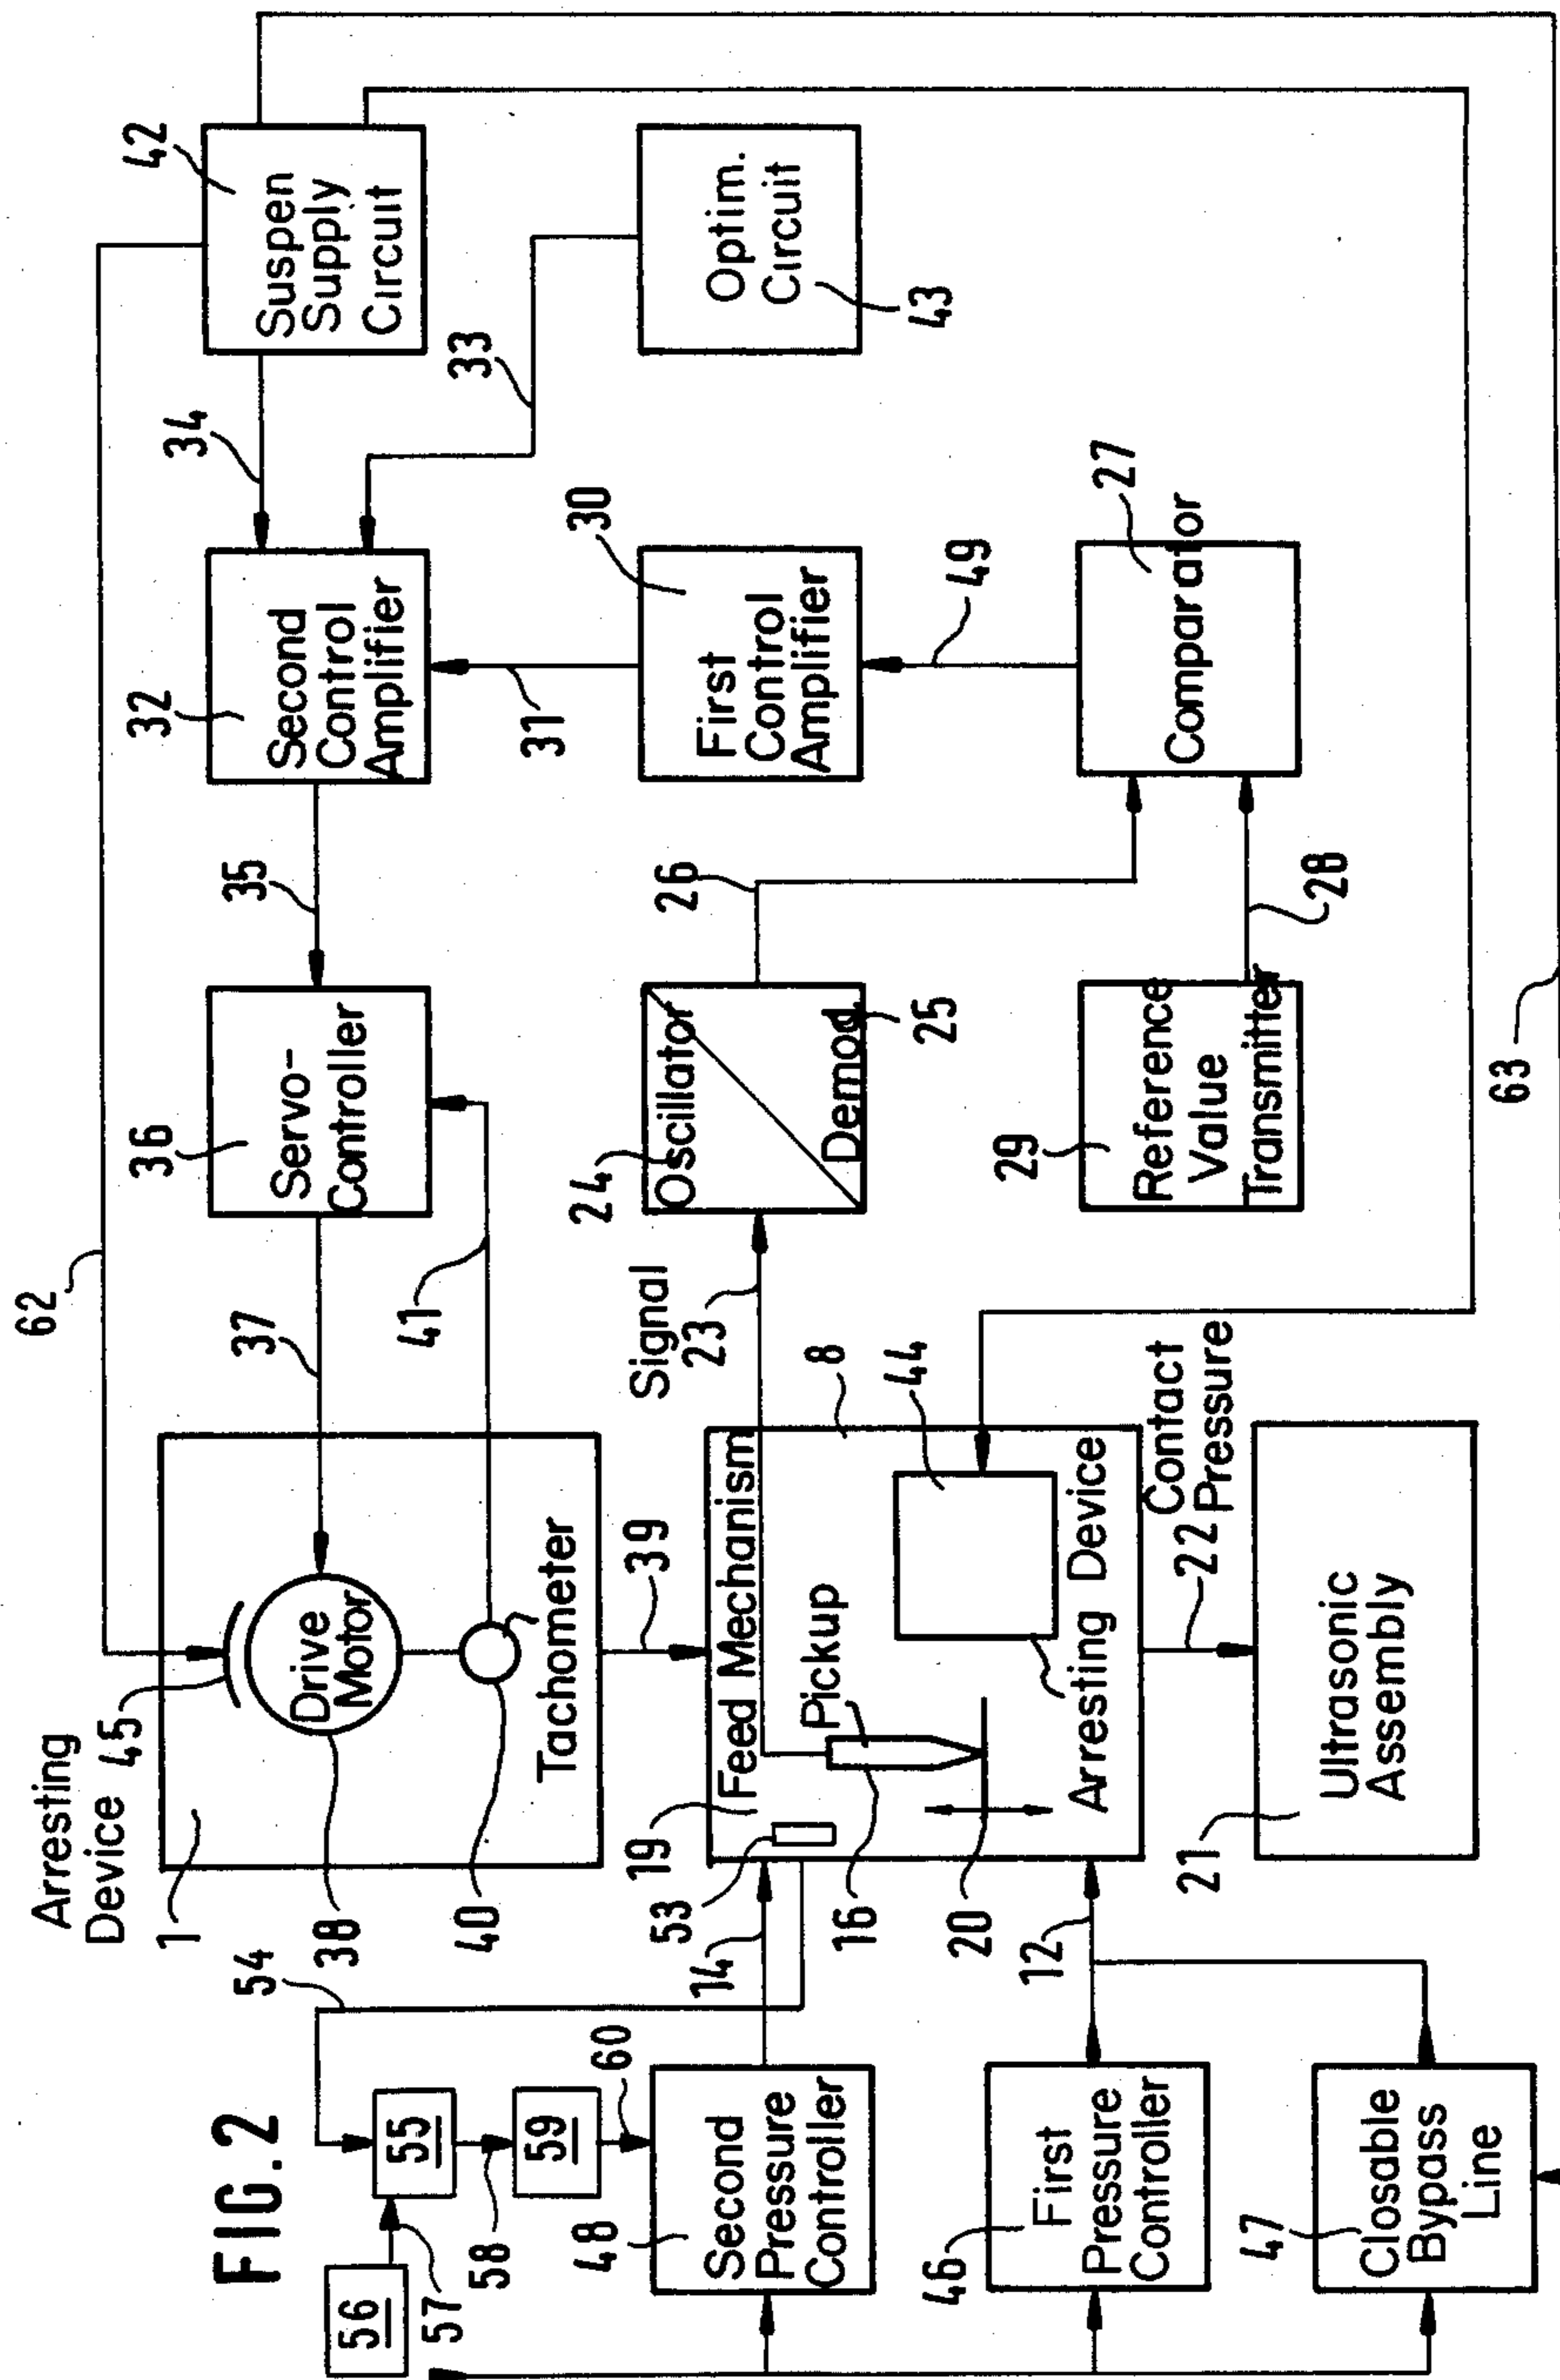 FIG. 2
Arresting
Device 45
1
38
Drive
Motor
40
Tachometer
62
37
41
36
Servo-
Controller
35
32
Second
Control
Amplifier
34
42
Suspen
Supply
Circuit
33
Optim.
Circuit
43
31
30
First
Control
Amplifier
49
27
Comparator
26
28
24
Oscillator
Demod.
25
29
Reference
Value
Transmitter
63
Signal
23
39
8
44
19
Feed Mechanism
Pickup
53
16
20
Arresting Device
Contact
Pressure
22
21
Ultrasonic
Assembly
54
14
12
56
57
55
58
59
60
48
Second
Pressure
Controller
46
First
Pressure
Controller
47
Closable
Bypass
Line